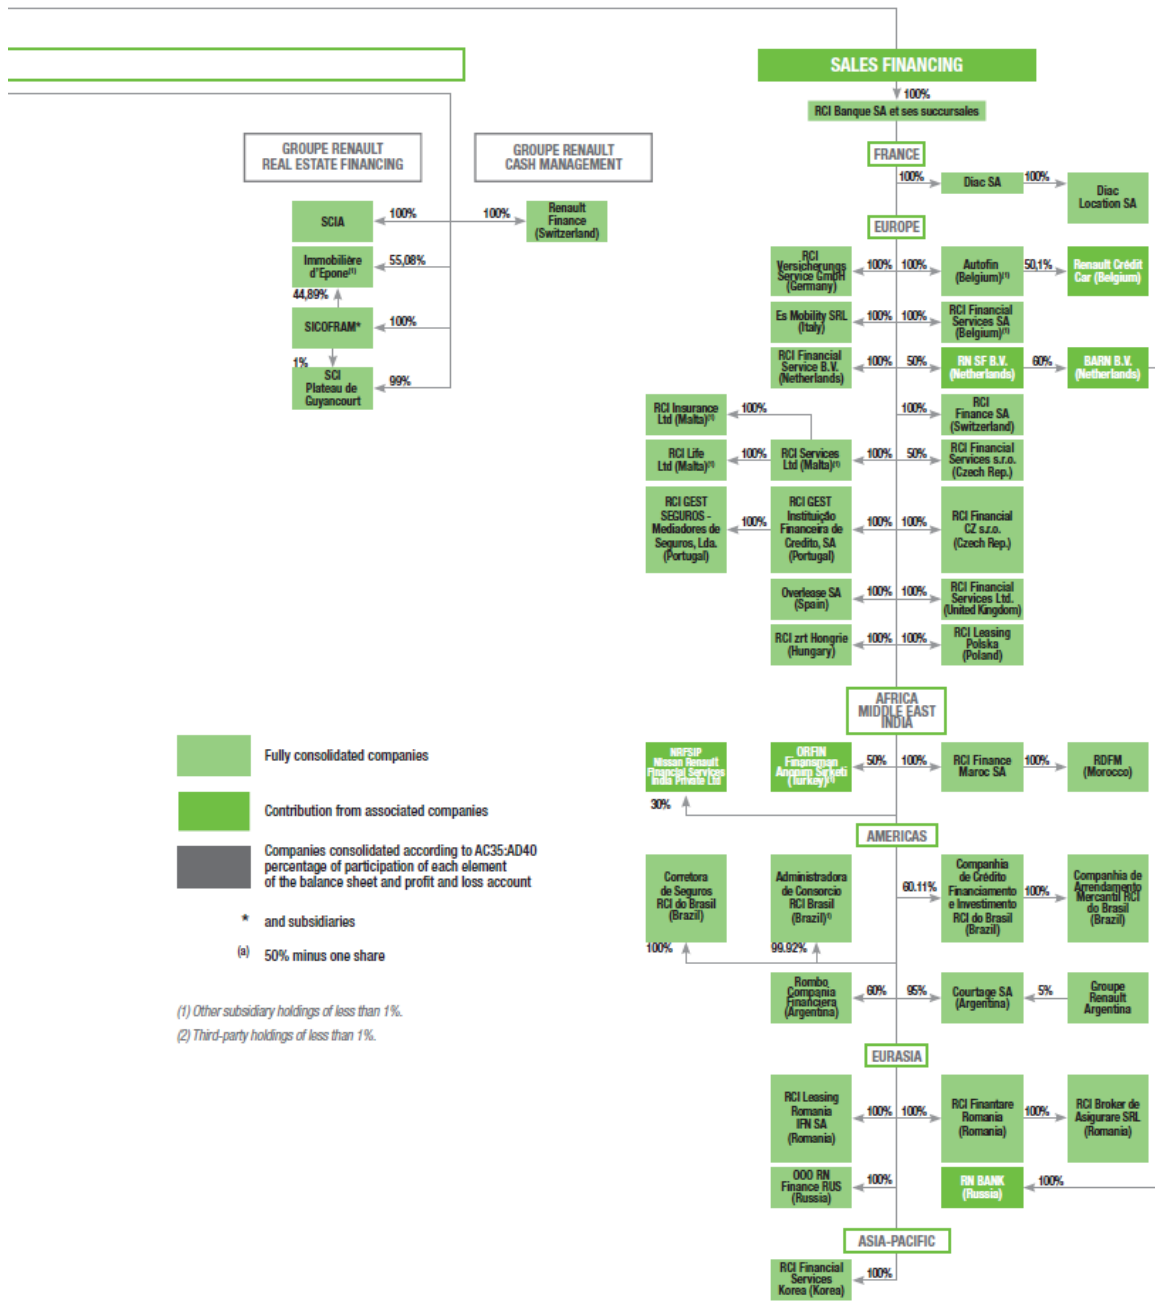 SALES FINANCING
100%
RCI Banque SA et ses succursales
GROUPE RENAULT
REAL ESTATE FINANCING
GROUPE RENAULT
CASH MANAGEMENT
FRANCE
100%
Diac SA
100%
Diac
Location SA
SCIA
100%
100%
Renault
Finance
(Switzerland)
EUROPE
Immobilière
d'Epone(1)
55,08%
44,89%
SICOFRAM*
100%
1%
SCI
Plateau de
Guyancourt
99%
RCI
Versicherungs
Service GmbH
(Germany)
100%
100%
Autofin
(Belgium)(1)
50,1%
Renault Crédit
Car (Belgium)
Es Mobility SRL
(Italy)
100%
100%
RCI Financial
Services SA
(Belgium)(1)
RCI Financial
Service B.V.
(Netherlands)
100%
50%
RN SF B.V.
(Netherlands)
60%
BARN B.V.
(Netherlands)
RCI Insurance
Ltd (Malta)(1)
100%
100%
RCI
Finance SA
(Switzerland)
RCI Life
Ltd (Malta)(1)
100%
RCI Services
Ltd (Malta)(1)
100%
50%
RCI Financial
Services s.r.o.
(Czech Rep.)
RCI GEST
SEGUROS -
Mediadores de
Seguros, Lda.
(Portugal)
100%
RCI GEST
Instituição
Financeira de
Credito, SA
(Portugal)
100%
100%
RCI Financial
CZ s.r.o.
(Czech Rep.)
Overlease SA
(Spain)
100%
100%
RCI Financial
Services Ltd.
(United Kingdom)
RCI zrt Hongrie
(Hungary)
100%
100%
RCI Leasing
Polska
(Poland)
AFRICA
MIDDLE EAST
INDIA
NRFSIP
Nissan Renault
Financial Services
India Private Ltd
30%
ORFIN
Finansman
Anonim Sirketi
(Turkey)(1)
50%
100%
RCI Finance
Maroc SA
100%
RDFM
(Morocco)
Fully consolidated companies
Contribution from associated companies
Companies consolidated according to AC35:AD40
percentage of participation of each element
of the balance sheet and profit and loss account
* and subsidiaries
(a) 50% minus one share
(1) Other subsidiary holdings of less than 1%.
(2) Third-party holdings of less than 1%.
AMERICAS
Corretora
de Seguros
RCI do Brasil
(Brazil)
100%
Administradora
de Consorcio
RCI Brasil
(Brazil)(1)
99.92%
60.11%
Companhia
de Crédito
Financiamento
e Investimento
RCI do Brasil
(Brazil)
100%
Companhia de
Arrendamento
Mercantil RCI
do Brasil
(Brazil)
Rombo
Compania
Financiera
(Argentina)
60%
95%
Courtage SA
(Argentina)
5%
Groupe
Renault
Argentina
EURASIA
RCI Leasing
Romania
IFN SA
(Romania)
100%
100%
RCI Finantare
Romania
(Romania)
100%
RCI Broker de
Asigurare SRL
(Romania)
OOO RN
Finance RUS
(Russia)
100%
RN BANK
(Russia)
100%
ASIA-PACIFIC
RCI Financial
Services
Korea (Korea)
100%